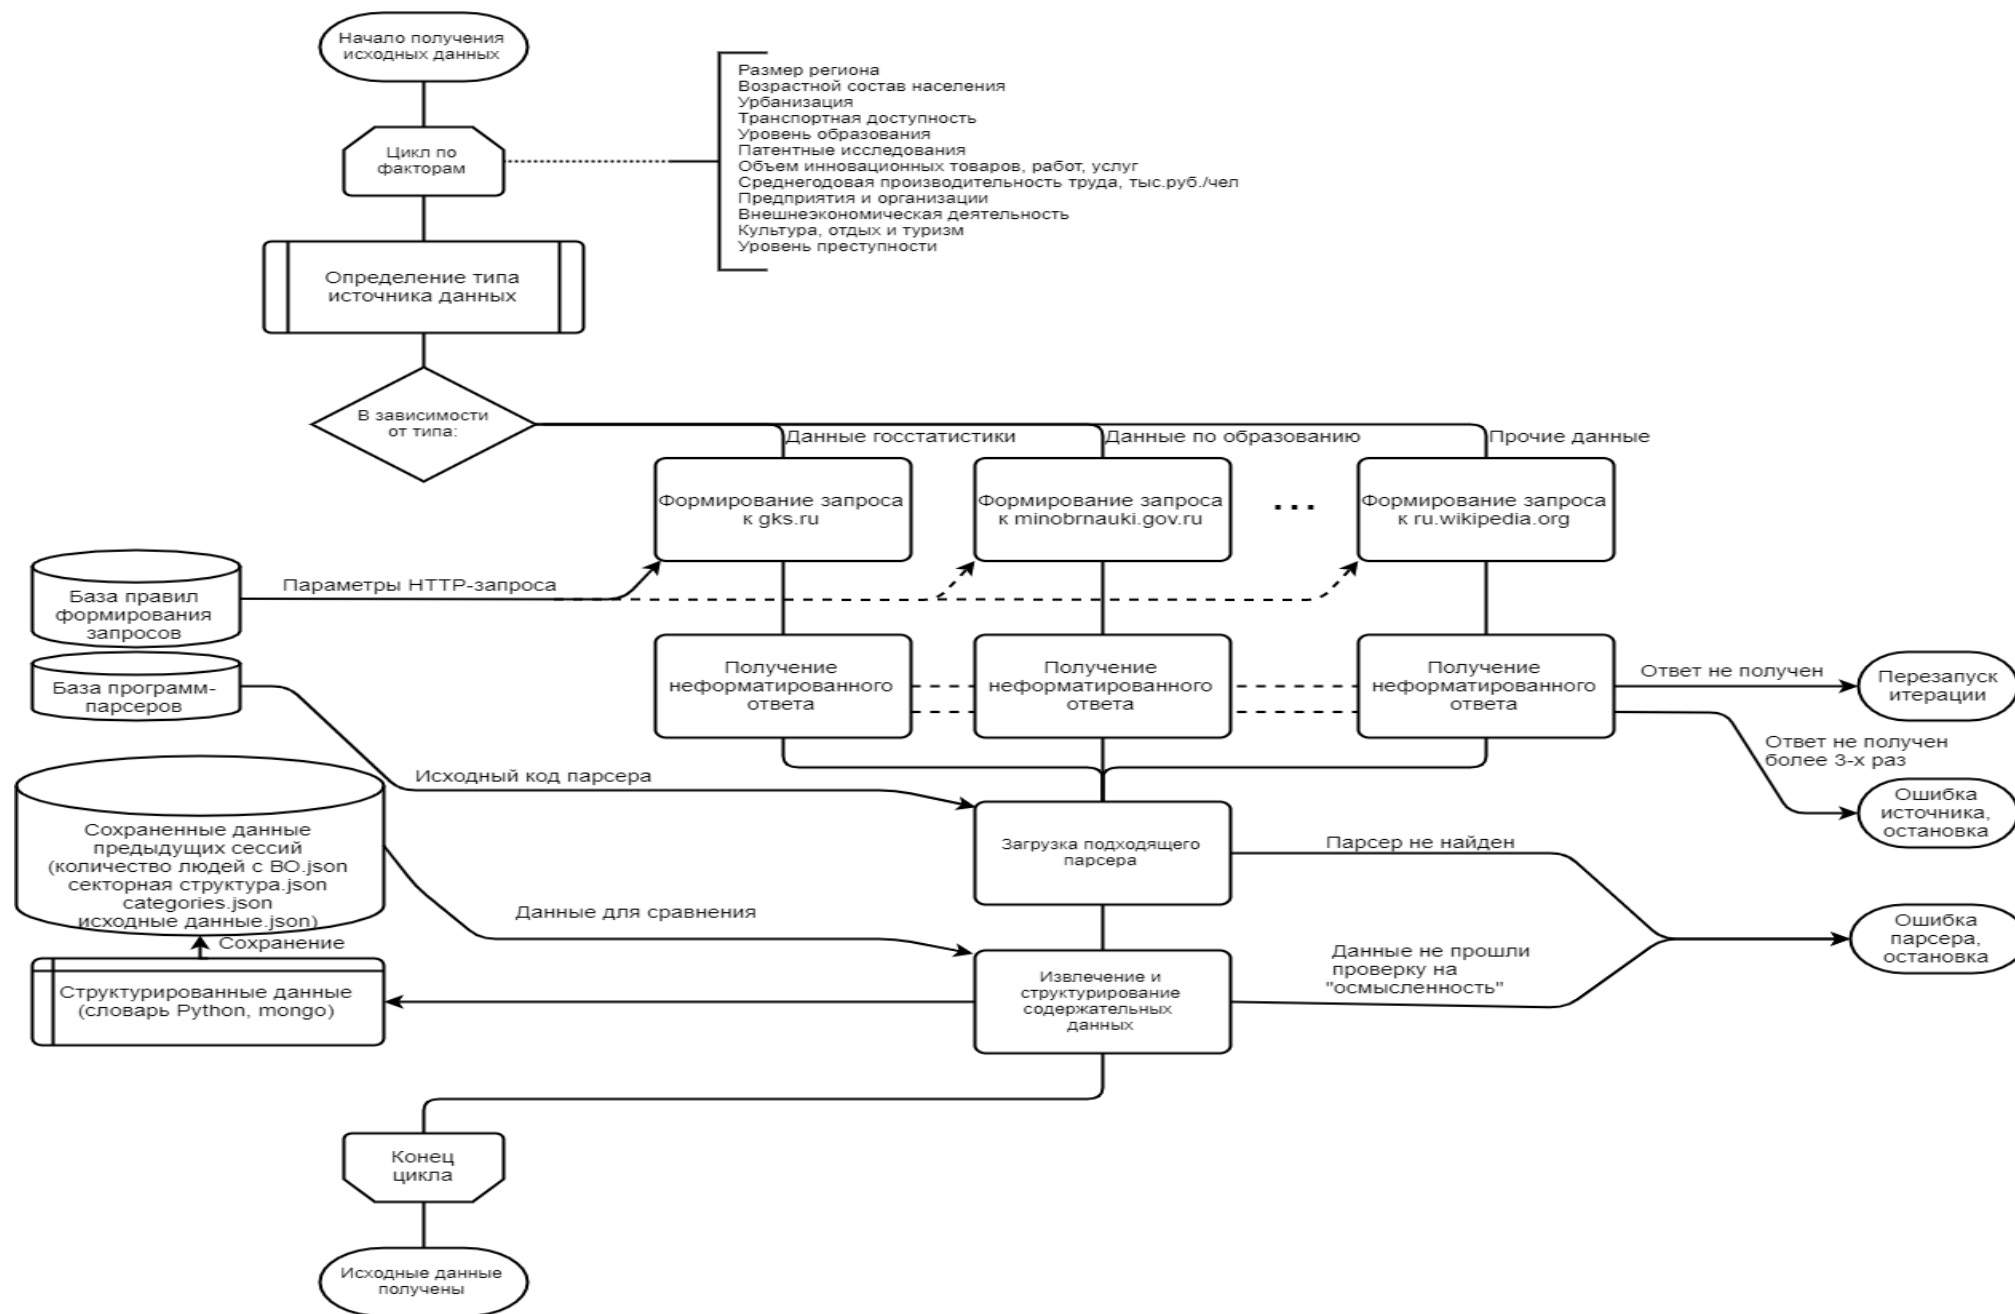 Начало получения
исходных данных
Размер региона
Возрастной состав населения
Урбанизация
Транспортная доступность
Уровень образования
Патентные исследования
Объем инновационных товаров, работ, услуг
Среднегодовая производительность труда, тыс.руб./чел
Предприятия и организации
Внешнеэкономическая деятельность
Культура, отдых и туризм
Уровень преступности
Цикл по
факторам
Определение типа
источника данных
В зависимости
от типа:
Данные госстатистики
Данные по образованию
Прочие данные
Формирование запроса
к gks.ru
Формирование запроса
к minobrnauki.gov.ru
...
Формирование запроса
к ru.wikipedia.org
База правил
формирования
запросов
Параметры HTTP-запроса
База программ-
парсеров
Получение
неформатированного
ответа
Получение
неформатированного
ответа
Получение
неформатированного
ответа
Ответ не получен
Перезапуск
итерации
Ответ не получен
более 3-х раз
Ошибка
источника,
остановка
Исходный код парсера
Загрузка подходящего
парсера
Парсер не найден
Сохраненные данные
предыдущих сессий
(количество людей с ВО.json
секторная структура.json
categories.json
исходные данные.json)
Данные для сравнения
Ошибка
парсера,
остановка
Сохранение
Данные не прошли
проверку на
"осмысленность"
Извлечение и
структурирование
содержательных
данных
Структурированные данные
(словарь Python, mongo)
Конец
цикла
Исходные данные
получены